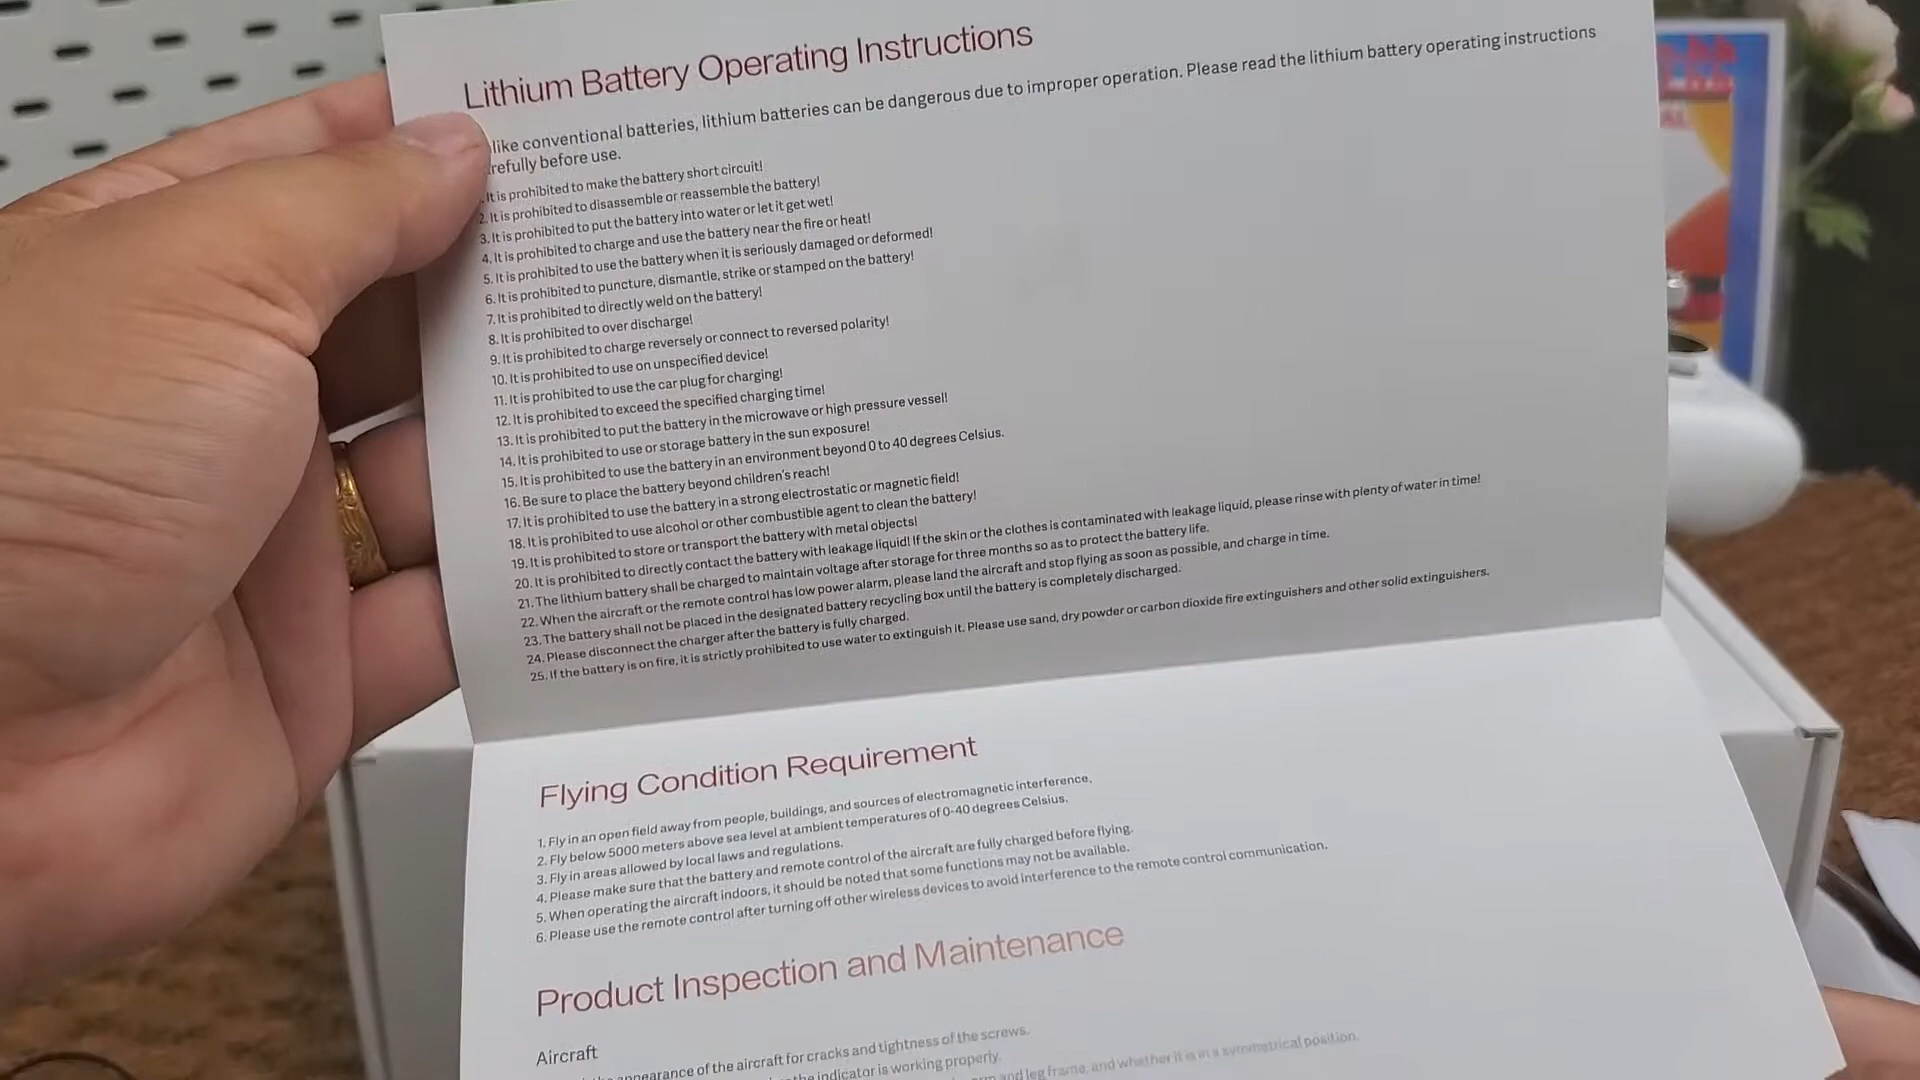 Lithium Battery Operating Instructions
like conventional batteries, lithium batteries can be dangerous due to improper operation. Please read the lithium battery operating instructions
refully before use.
It is prohibited to make the battery short circuit!
2. It is prohibited to disassemble or reassemble the battery!
3. It is prohibited to put the battery into water or let it get wet!
4. It is prohibited to charge and use the battery near the fire or heat!
5. It is prohibited to use the battery when it is seriously damaged or deformed!
6. It is prohibited to puncture, dismantle, strike or stamped on the battery!
7. It is prohibited to directly weld on the battery!
8. It is prohibited to over discharge!
9. It is prohibited to charge reversely or connect to reversed polarity!
10. It is prohibited to use on unspecified device!
11. It is prohibited to use the car plug for charging!
12. It is prohibited to exceed the specified charging time!
13. It is prohibited to put the battery in the microwave or high pressure vessel!
14. It is prohibited to use or storage battery in the sun exposure!
15. It is prohibited to use the battery in an environment beyond 0 to 40 degrees Celsius.
16. Be sure to place the battery beyond children's reach!
17. It is prohibited to use the battery in a strong electrostatic or magnetic field!
18. It is prohibited to use alcohol or other combustible agent to clean the battery!
19. It is prohibited to store or transport the battery with metal objects!
20. It is prohibited to directly contact the battery with leakage liquid! If the skin or the clothes is contaminated with leakage liquid, please rinse with plenty of water in time!
21. The lithium battery shall be charged to maintain voltage after storage for three months so as to protect the battery life.
22. When the aircraft or the remote control has low power alarm, please land the aircraft and stop flying as soon as possible, and charge in time.
23. The battery shall not be placed in the designated battery recycling box until the battery is completely discharged.
24. Please disconnect the charger after the battery is fully charged.
25. If the battery is on fire, it is strictly prohibited to use water to extinguish it. Please use sand, dry powder or carbon dioxide fire extinguishers and other solid extinguishers.
Flying Condition Requirement
1. Fly in an open field away from people, buildings, and sources of electromagnetic interference,
2. Fly below 5000 meters above sea level at ambient temperatures of 0-40 degrees Celsius.
3. Fly in areas allowed by local laws and regulations.
4. Please make sure that the battery and remote control of the aircraft are fully charged before flying.
5. When operating the aircraft indoors, it should be noted that some functions may not be available.
6. Please use the remote control after turning off other wireless devices to avoid interference to the remote control communication.
Product Inspection and Maintenance
Aircraft
appearance of the aircraft for cracks and tightness of the screws.
the indicator is working properly.
and leg frame, and whether it is in a symmetrical position.